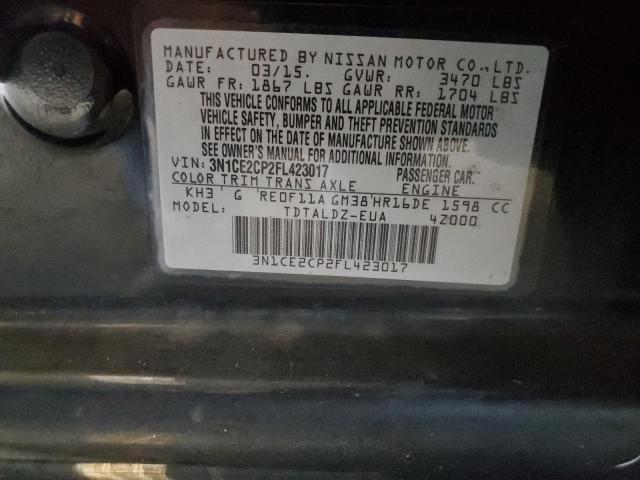 MANUFACTURED BY NISSAN MOTOR CO.,LTD.
DATE: 03/15. GVWR: 3470 LBS
GAWR FR: 1867 LBS GAWR RR: 1704 LBS
THIS VEHICLE CONFORMS TO ALL APPLICABLE FEDERAL MOTOR
VEHICLE SAFETY, BUMPER AND THEFT PREVENTION STANDARDS
IN EFFECT ON THE DATE OF MANUFACTURE SHOWN ABOVE.
SEE OWNER'S MANUAL FOR ADDITIONAL INFORMATION.
VIN: 3N1CE2CP2FL423017 PASSENGER CAR
COLOR TRIM TRANS AXLE ENGINE
KH3 ' G RE0F11A GM38'HR16DE 1598 CC
MODEL: TDTALDZ-EUA 4Z000
3N1CE2CP2FL423017